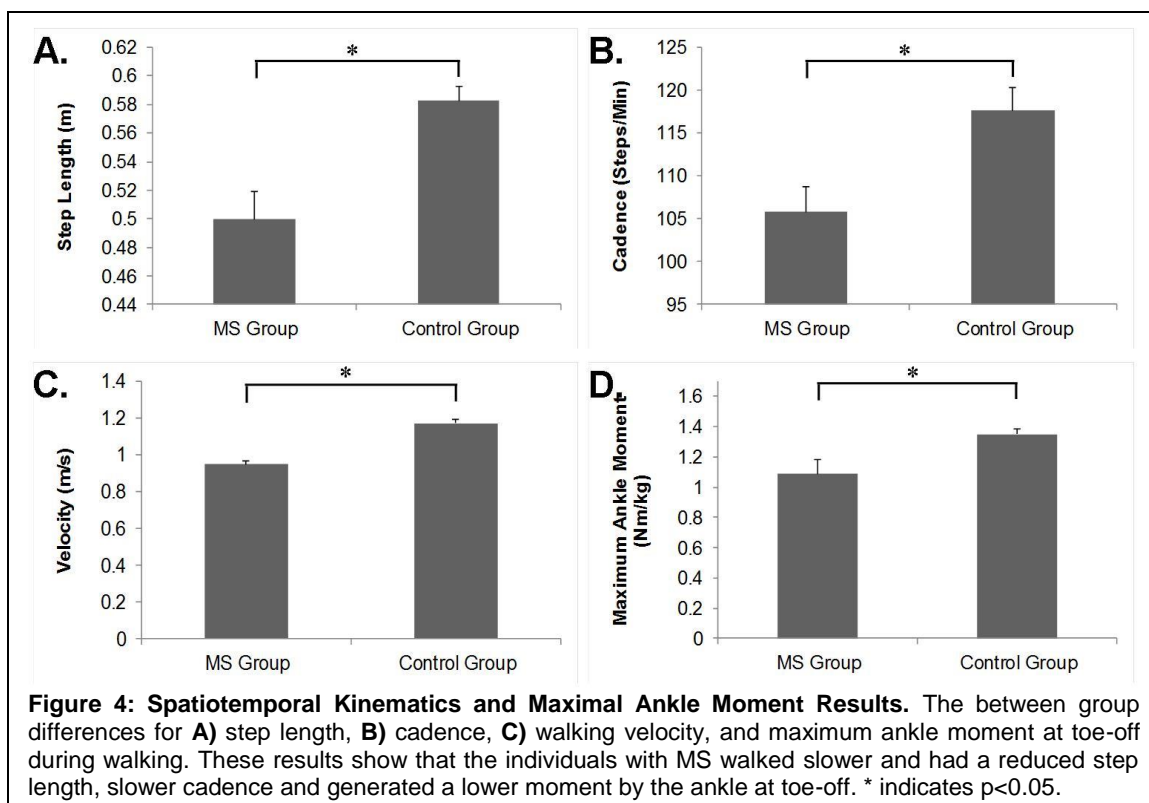 A.
*
Step Length (m)
0.62
0.6
0.58
0.56
0.54
0.52
0.5
0.48
0.46
0.44
MS Group Control Group
B.
*
Cadence (Steps/Min)
125
120
115
110
105
100
95
MS Group Control Group
C.
*
Velocity (m/s)
1.4
1.2
1
0.8
0.6
0.4
0.2
0
MS Group Control Group
D.
*
Maximum Ankle Moment
(Nm/kg)
1.6
1.4
1.2
1
0.8
0.6
0.4
0.2
0
MS Group Control Group
Figure 4: Spatiotemporal Kinematics and Maximal Ankle Moment Results. The between group
differences for A) step length, B) cadence, C) walking velocity, and maximum ankle moment at toe-off
during walking. These results show that the individuals with MS walked slower and had a reduced step
length, slower cadence and generated a lower moment by the ankle at toe-off. * indicates p<0.05.